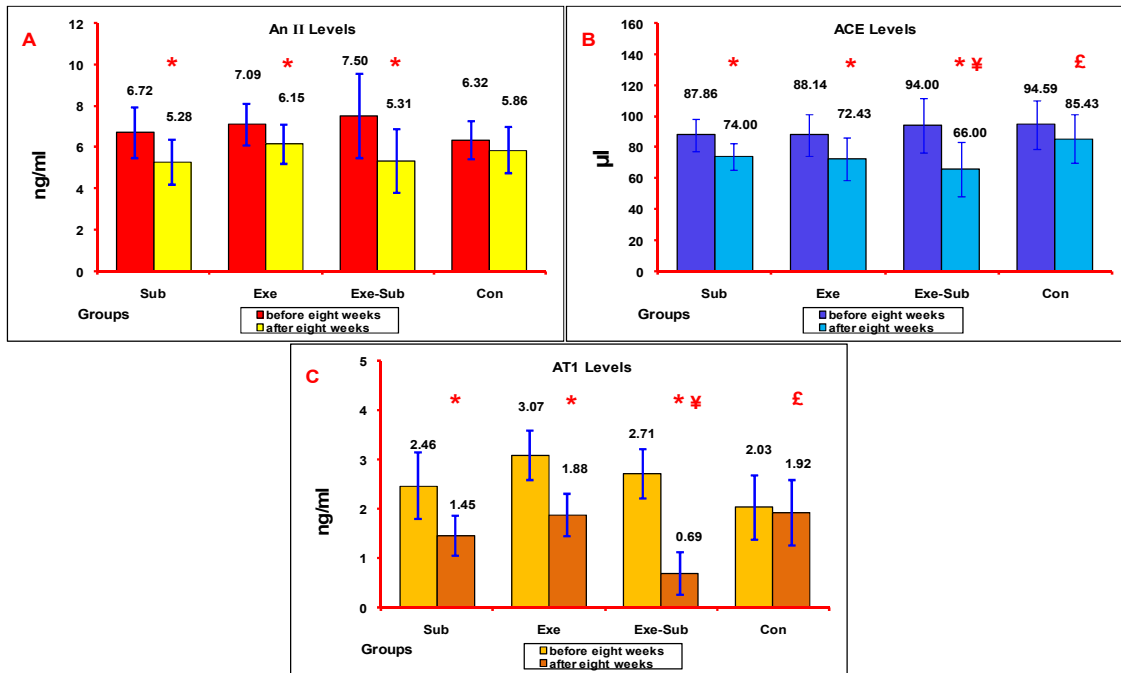 A
An II Levels
12
10
8
6
4
2
0
ng/ml
6.72
5.28
*
7.09
6.15
*
7.50
5.31
*
6.32
5.86
Sub
Exe
Exe-Sub
Con
Groups
before eight weeks
after eight weeks
B
ACE Levels
160
140
120
100
80
60
40
20
0
µl
87.86
74.00
*
88.14
72.43
*
94.00
66.00
* ¥
94.59
85.43
£
Sub
Exe
Exe-Sub
Con
Groups
before eight weeks
after eight weeks
C
AT1 Levels
5
4
3
2
1
0
ng/ml
2.46
1.45
*
3.07
1.88
*
2.71
0.69
* ¥
2.03
1.92
£
Sub
Exe
Exe-Sub
Con
Groups
before eight weeks
after eight weeks